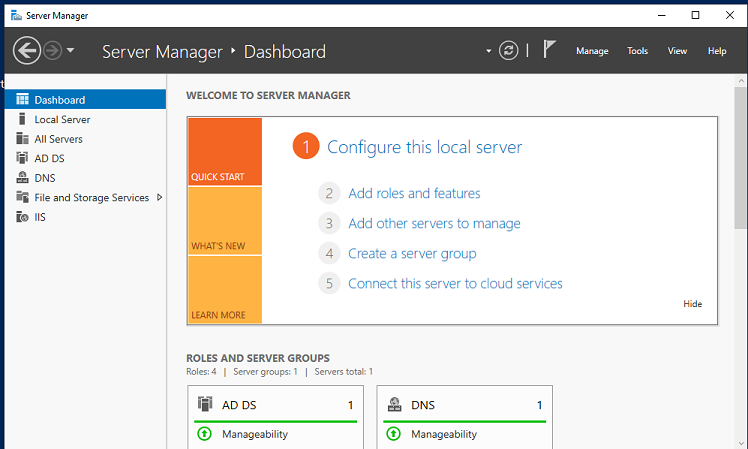 Server Manager
Server Manager • Dashboard
Manage Tools View Help
Dashboard
Local Server
All Servers
AD DS
DNS
File and Storage Services
IIS
WELCOME TO SERVER MANAGER
QUICK START
WHAT'S NEW
LEARN MORE
1 Configure this local server
2 Add roles and features
3 Add other servers to manage
4 Create a server group
5 Connect this server to cloud services
Hide
ROLES AND SERVER GROUPS
Roles: 4 | Server groups: 1 | Servers total: 1
AD DS 1
Manageability
DNS 1
Manageability